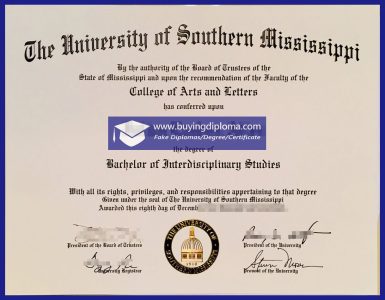 The University of Southern Mississippi
By the authority of the Board of Trustees of the
State of Mississippi and upon the recommendation of the Faculty of the
College of Arts and Letters
has conferred upon
www.buyingdiploma.com
Fake Diplomas/Degree/Certificate
the degree of
Bachelor of Interdisciplinary Studies
With all its rights, privileges, and responsibilities appertaining to that degree
Given under the seal of The University of Southern Mississippi
Awarded this eighth day of Decem
President of the Board of Trustees
President of the University
University Registrar
Provost of the University